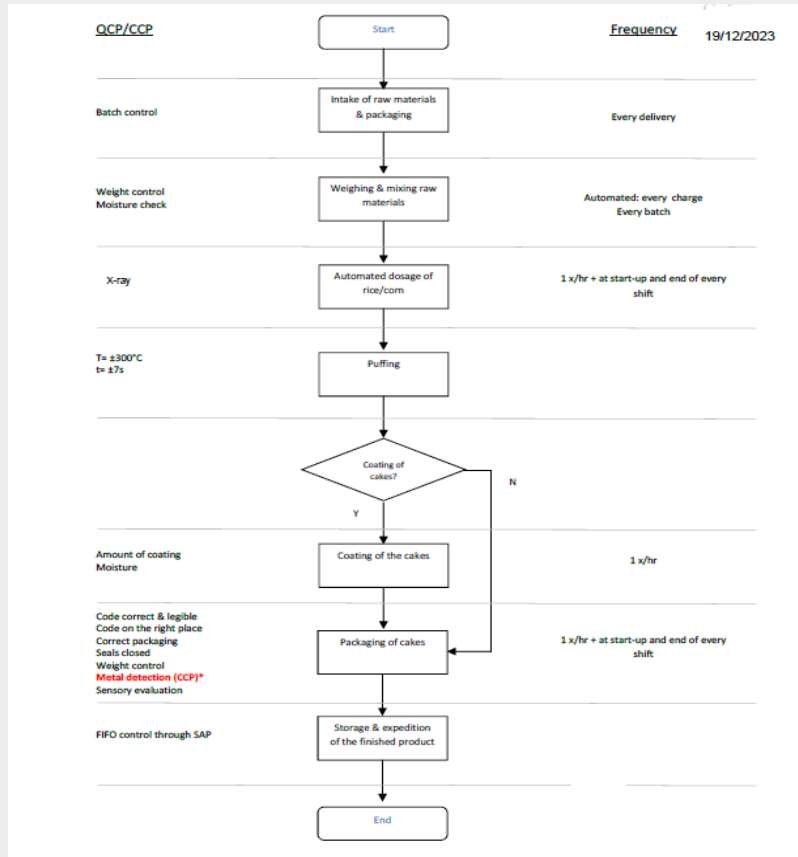 QCP/CCP
Start
Frequency
19/12/2023
Batch control
Intake of raw materials
& packaging
Every delivery
Weight control
Moisture check
Weighing & mixing raw
materials
Automated: every charge
Every batch
X-ray
Automated dosage of
rice/corn
1 x/hr + at start-up and end of every
shift
T= ±300°C
t= ±7s
Puffing
Coating of
cakes?
N
Y
Amount of coating
Moisture
Coating of the cakes
1 x/hr
Code correct & legible
Code on the right place
Correct packaging
Seals closed
Weight control
Metal detection (CCP)*
Sensory evaluation
Packaging of cakes
1 x/hr + at start-up and end of every
shift
FIFO control through SAP
Storage & expedition
of the finished product
End